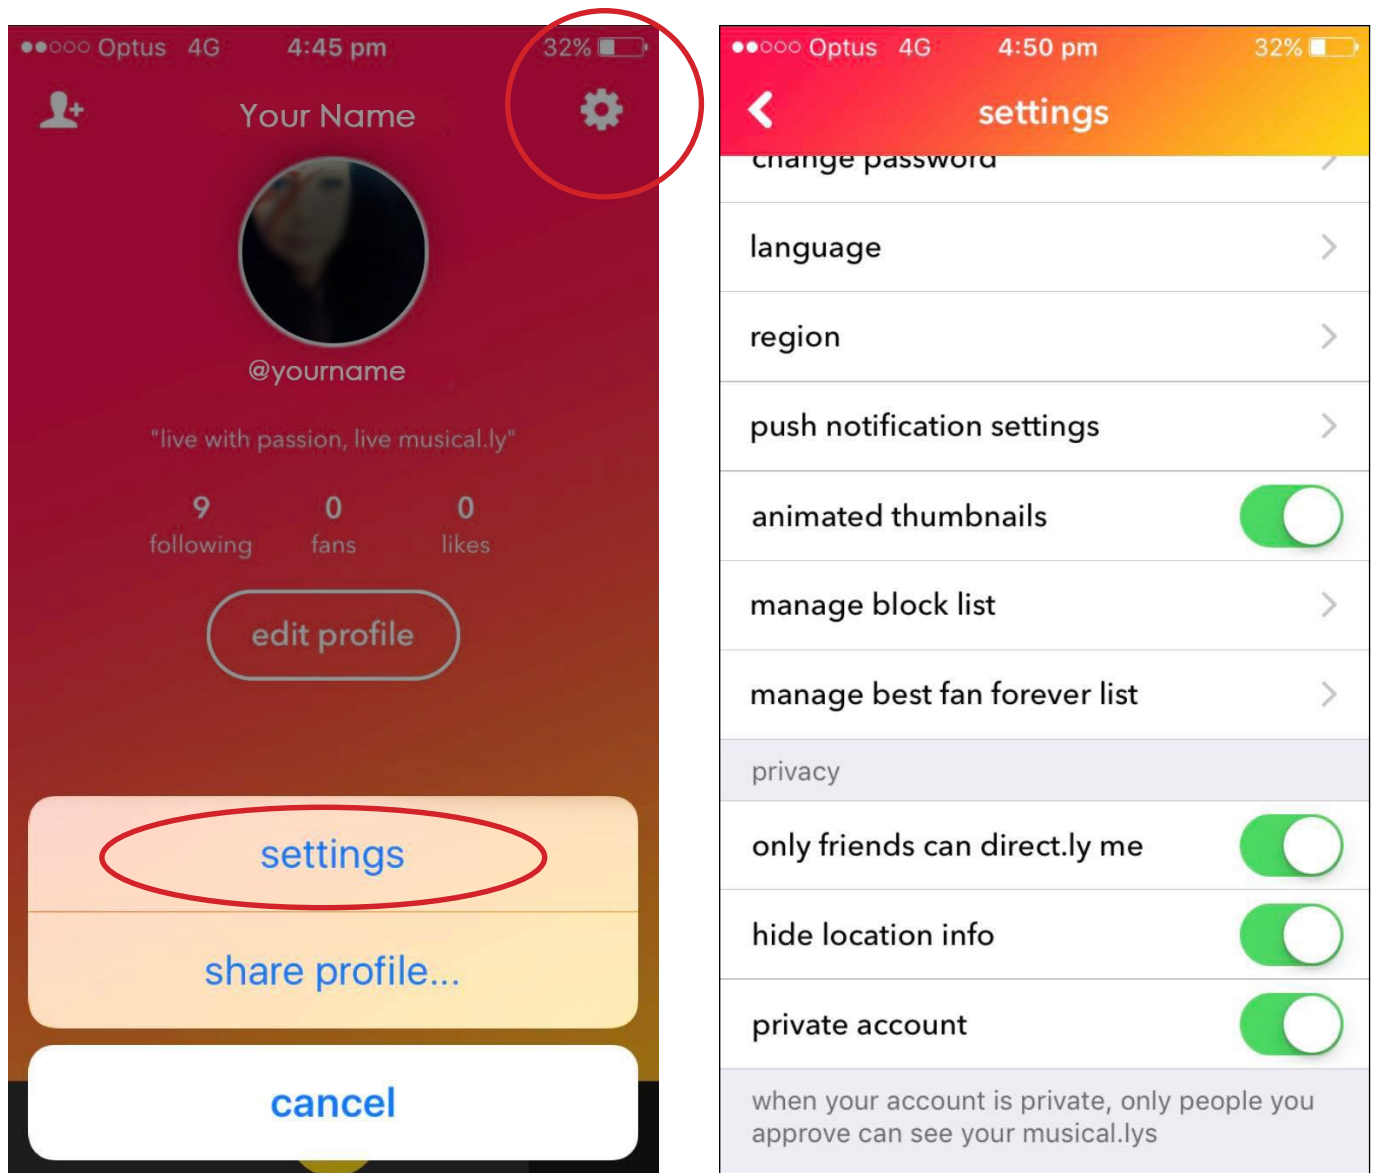 Optus 4G 4:45 pm 32%
Your Name
@yourname
"live with passion, live musical.ly"
9 0 0
following fans likes
edit profile
settings
share profile...
cancel
Optus 4G 4:50 pm 32%
settings
change password
language
region
push notification settings
animated thumbnails
manage block list
manage best fan forever list
privacy
only friends can direct.ly me
hide location info
private account
when your account is private, only people you
approve can see your musical.lys